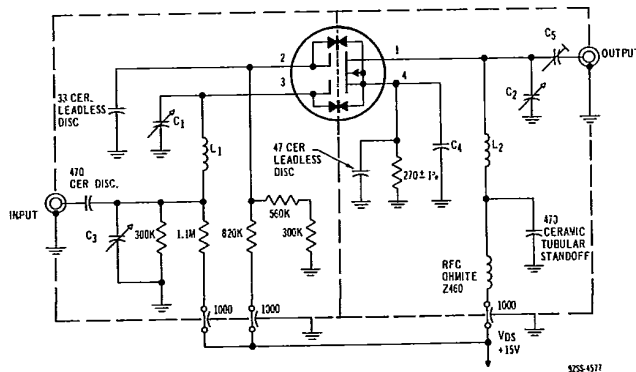 2
1
C5
OUTPUT
3
4
33 CER.
LEADLESS
DISC
C1
C2
L1
47 CER
LEADLESS
DISC
C4
L2
270 ± 1%
470 CER DISC.
INPUT
560K
C3
300K
1.1M
820K
300K
470
CERAMIC
TUBULAR
STANDOFF
RFC
OHMITE
Z460
1000
1000
1000
VDS
+15V
92SS-4577